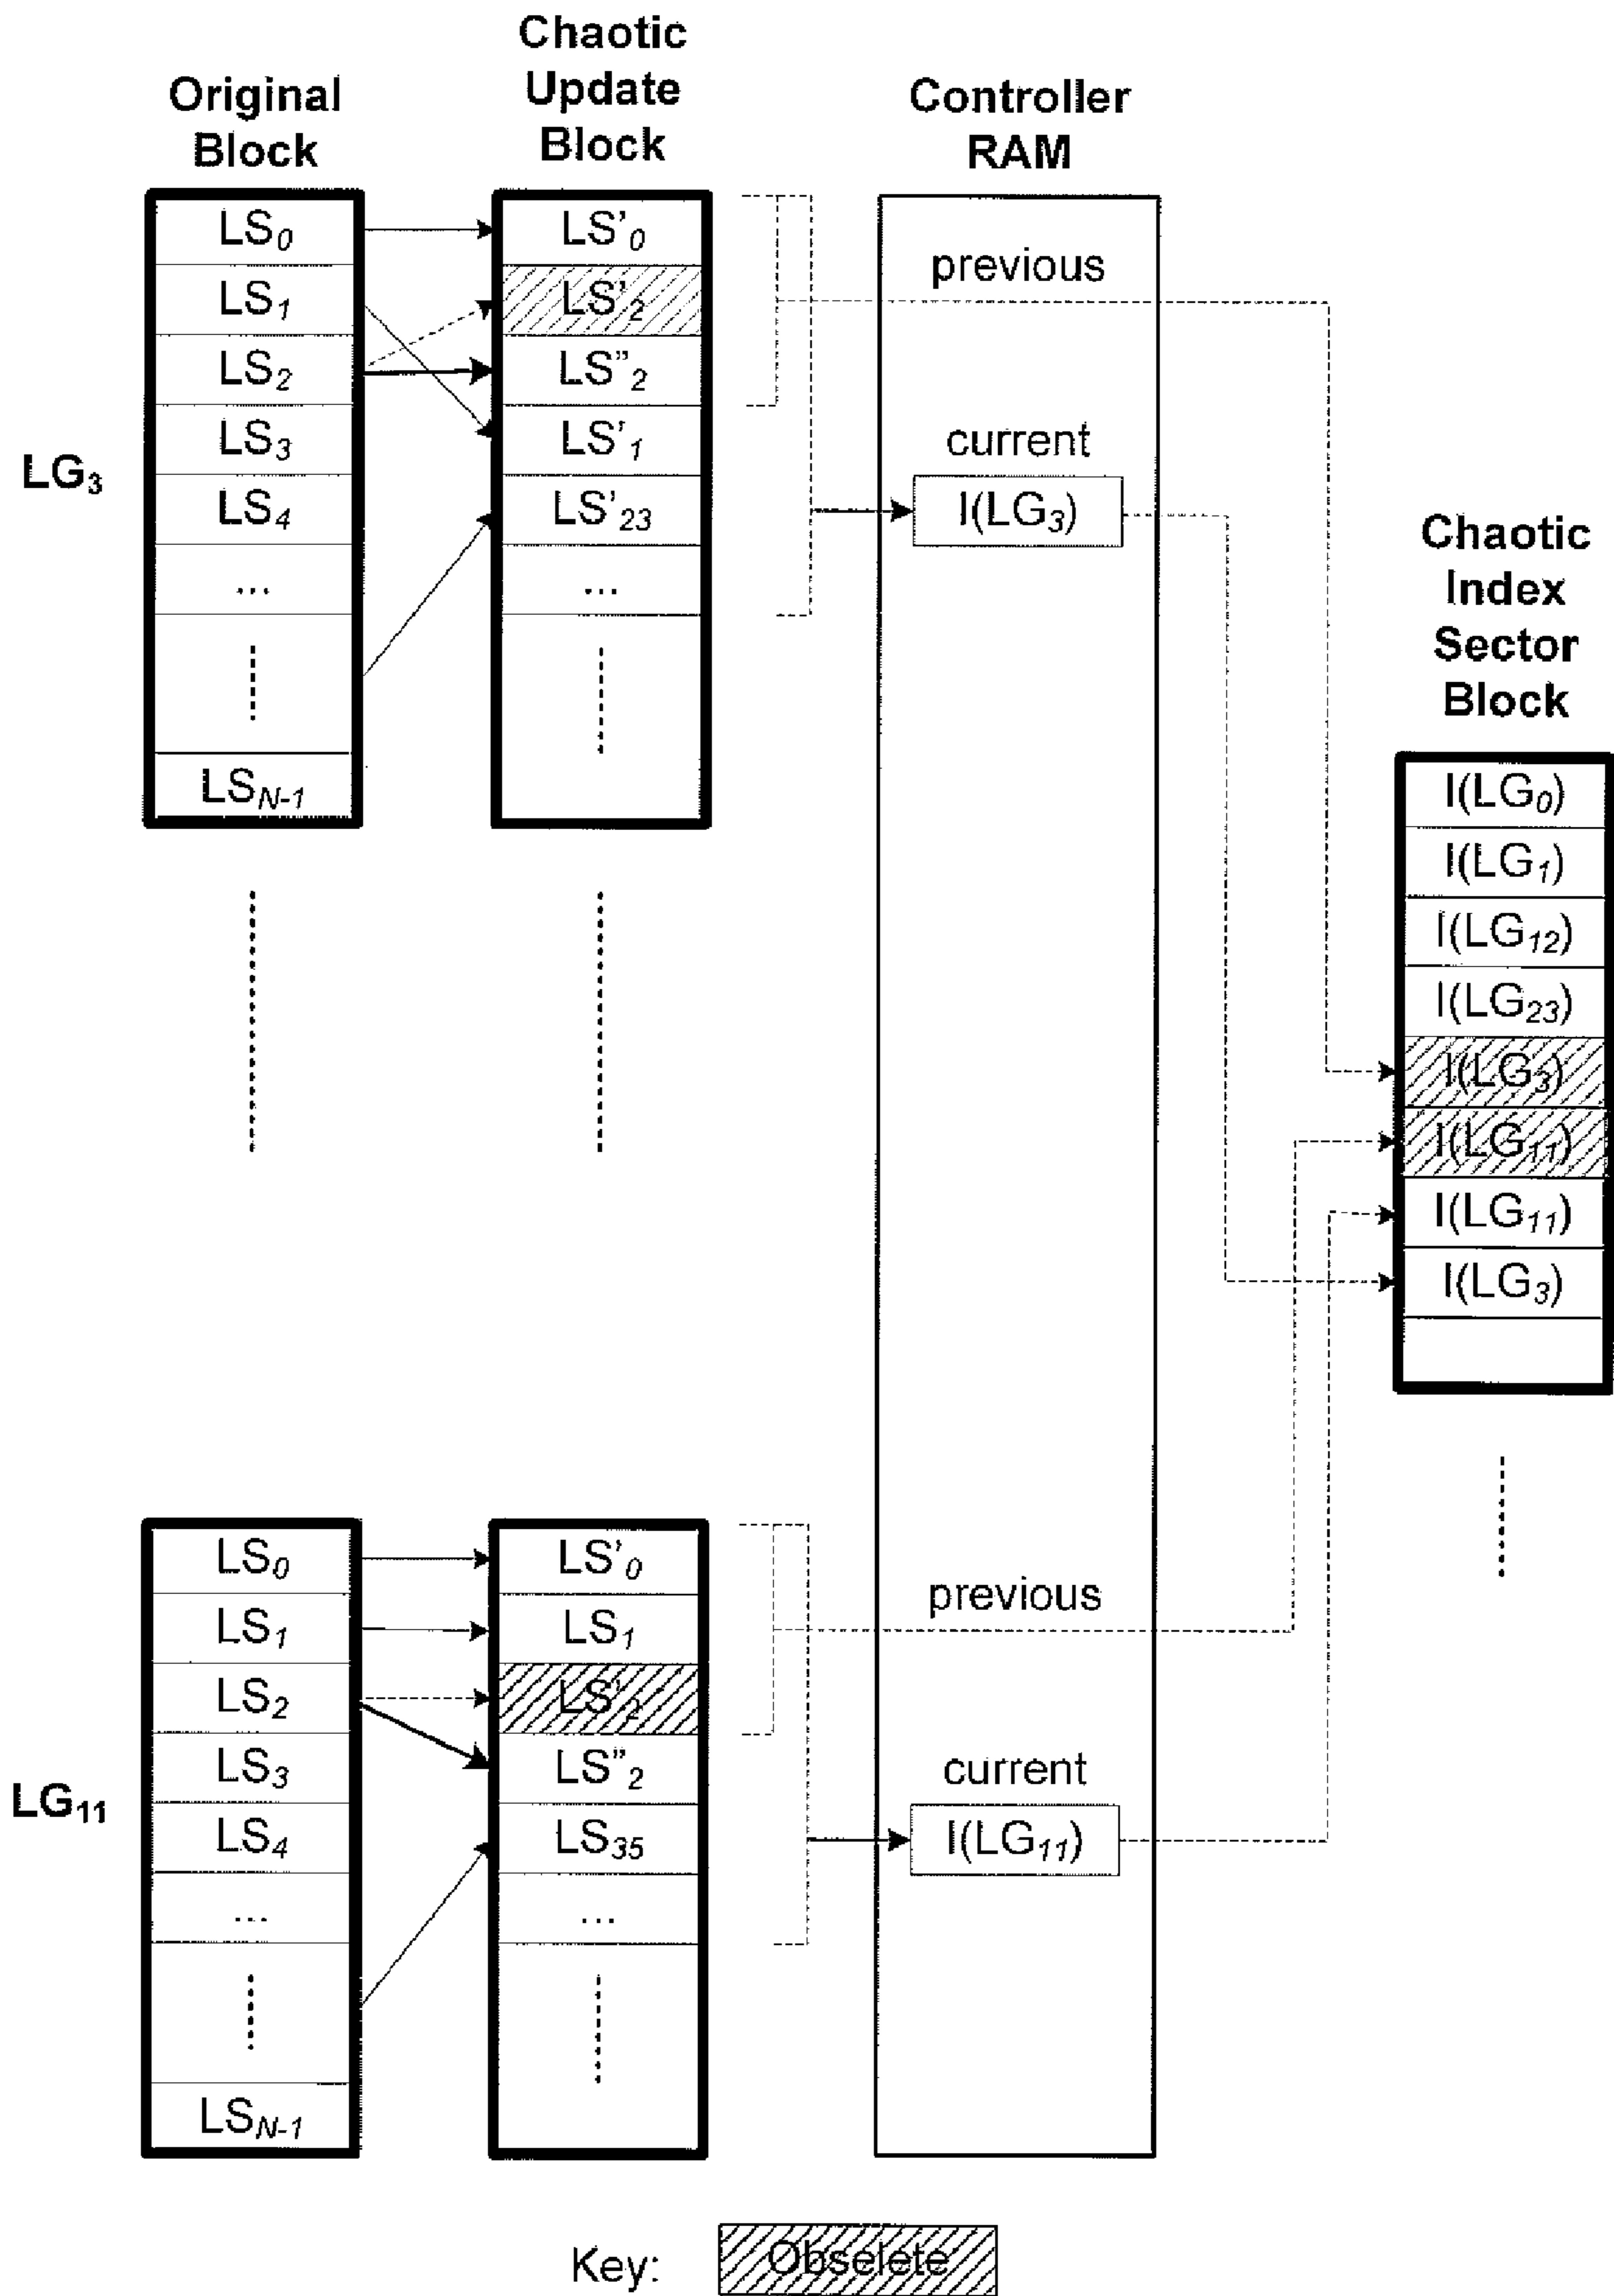 Original
Block
Chaotic
Update
Block
Controller
RAM
LG3
LS0
LS1
LS2
LS3
LS4
...
LSN-1
LS'0
LS'2
LS"2
LS'1
LS'23
...
previous
current
I(LG3)
Chaotic
Index
Sector
Block
I(LG0)
I(LG1)
I(LG12)
I(LG23)
I(LG3)
I(LG11)
I(LG11)
I(LG3)
LG11
LS0
LS1
LS2
LS3
LS4
...
LSN-1
LS'0
LS1
LS'2
LS"2
LS35
...
previous
current
I(LG11)
Key:
Obselete